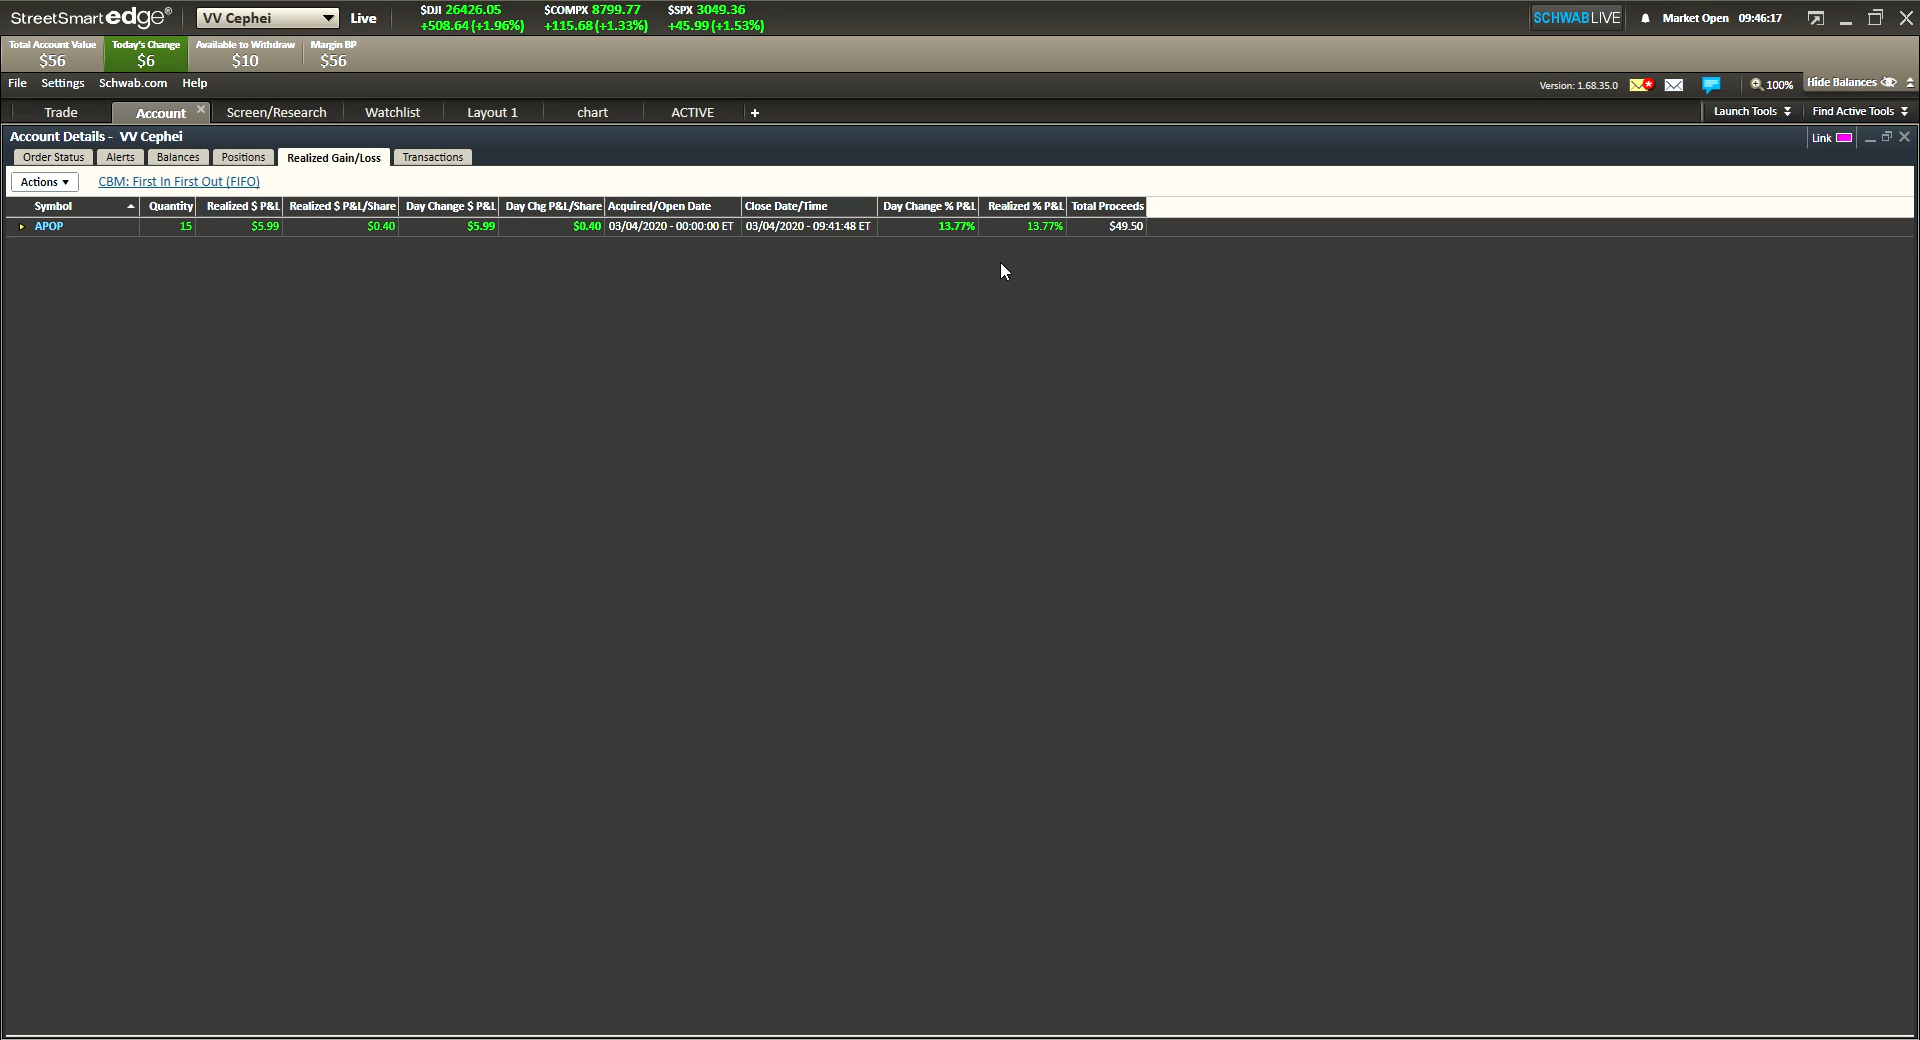 StreetSmart edge® VV Cephei Live $DJI 26426.05 $COMPX 8799.77 $SPX 3049.36 SCHWABLIVE Market Open 09:46:17
+508.64 (+1.96%) +115.68 (+1.33%) +45.99 (+1.53%)
Total Account Value Today's Change Available to Withdraw Margin BP
$56 $6 $10 $56
File Settings Schwab.com Help Version: 1.68.35.0 100% Hide Balances
Trade Account Screen/Research Watchlist Layout 1 chart ACTIVE + Launch Tools Find Active Tools
Account Details - VV Cephei Link
Order Status Alerts Balances Positions Realized Gain/Loss Transactions
Actions CBM: First In First Out (FIFO)
Symbol Quantity Realized $ P&L Realized $ P&L/Share Day Change $ P&L Day Chg P&L/Share Acquired/Open Date Close Date/Time Day Change % P&L Realized % P&L Total Proceeds
APOP 15 $5.99 $0.40 $5.99 $0.40 03/04/2020 - 00:00:00 ET 03/04/2020 - 09:41:48 ET 13.77% 13.77% $49.50